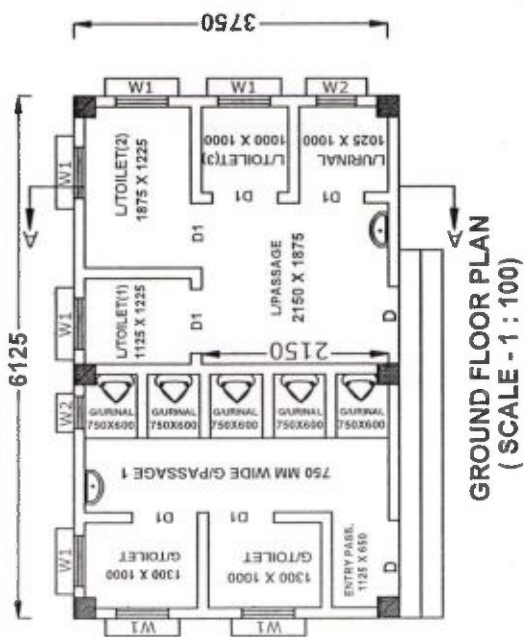 3750
6125
W1
W1
W2
W1
W1
W2
W1
W1
W1
A
A
L/TOILET(2)
1875 X 1225
L/TOILET(3)
1000 X 1000
L/URINAL
1025 X 1000
D1
D1
D1
D1
L/TOILET(1)
1125 X 1225
L/PASSAGE
2150 X 1875
2150
D
G/URINAL
750X600
G/URINAL
750X600
G/URINAL
750X600
G/URINAL
750X600
G/URINAL
750X600
750 MM WIDE G/PASSAGE 1
D1
D1
G/TOILET
1300 X 1000
G/TOILET
1300 X 1000
ENTRY PASS.
1125 X 650
D
GROUND FLOOR PLAN
( SCALE - 1 : 100)